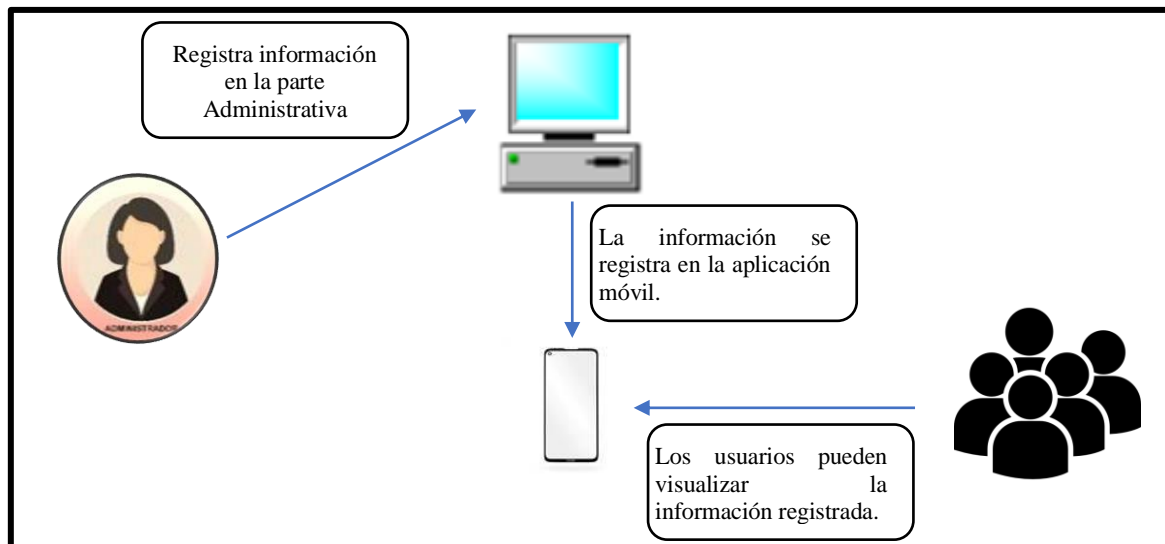 Registra información
en la parte
Administrativa
La información se
registra en la aplicación
móvil.
ADMINISTRADOR
Los usuarios pueden
visualizar la
información registrada.